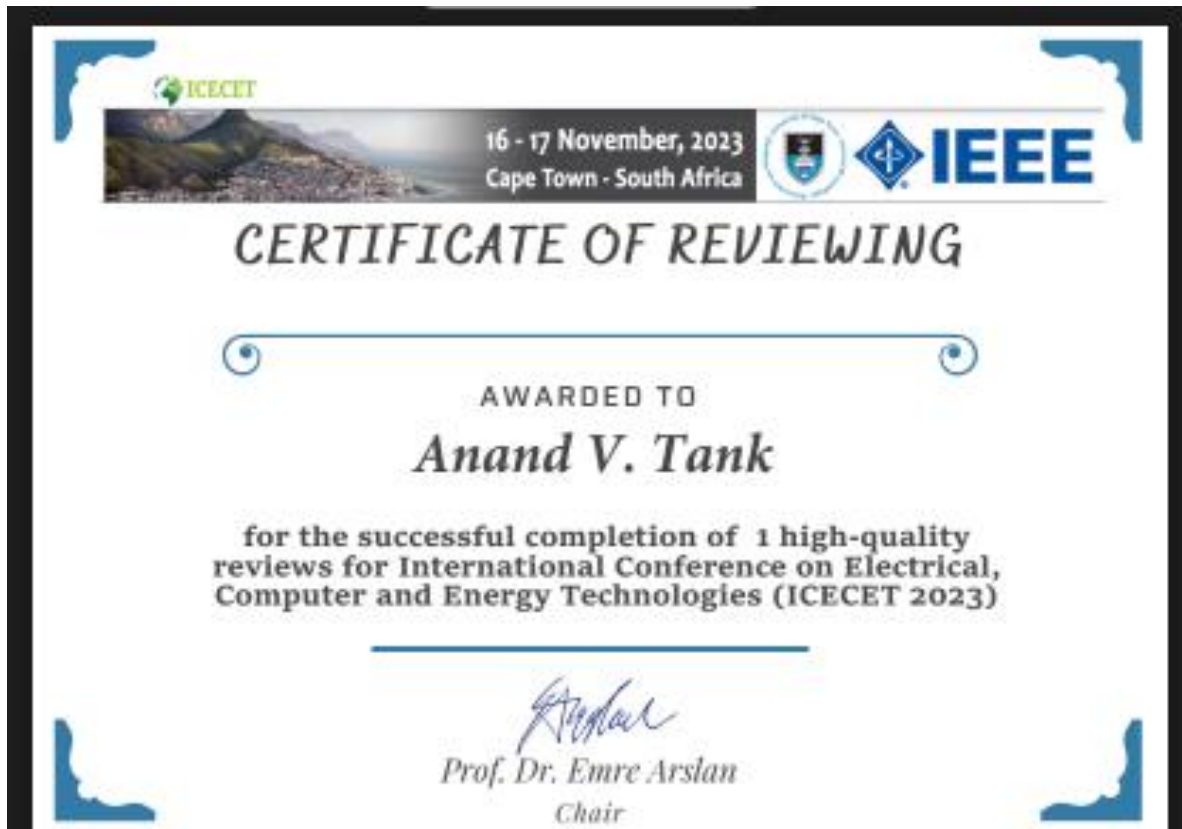 ICECET
16 - 17 November, 2023
Cape Town - South Africa
IEEE
CERTIFICATE OF REVIEWING
AWARDED TO
Anand V. Tank
for the successful completion of 1 high-quality
reviews for International Conference on Electrical,
Computer and Energy Technologies (ICECET 2023)
Prof. Dr. Emre Arslan
Chair